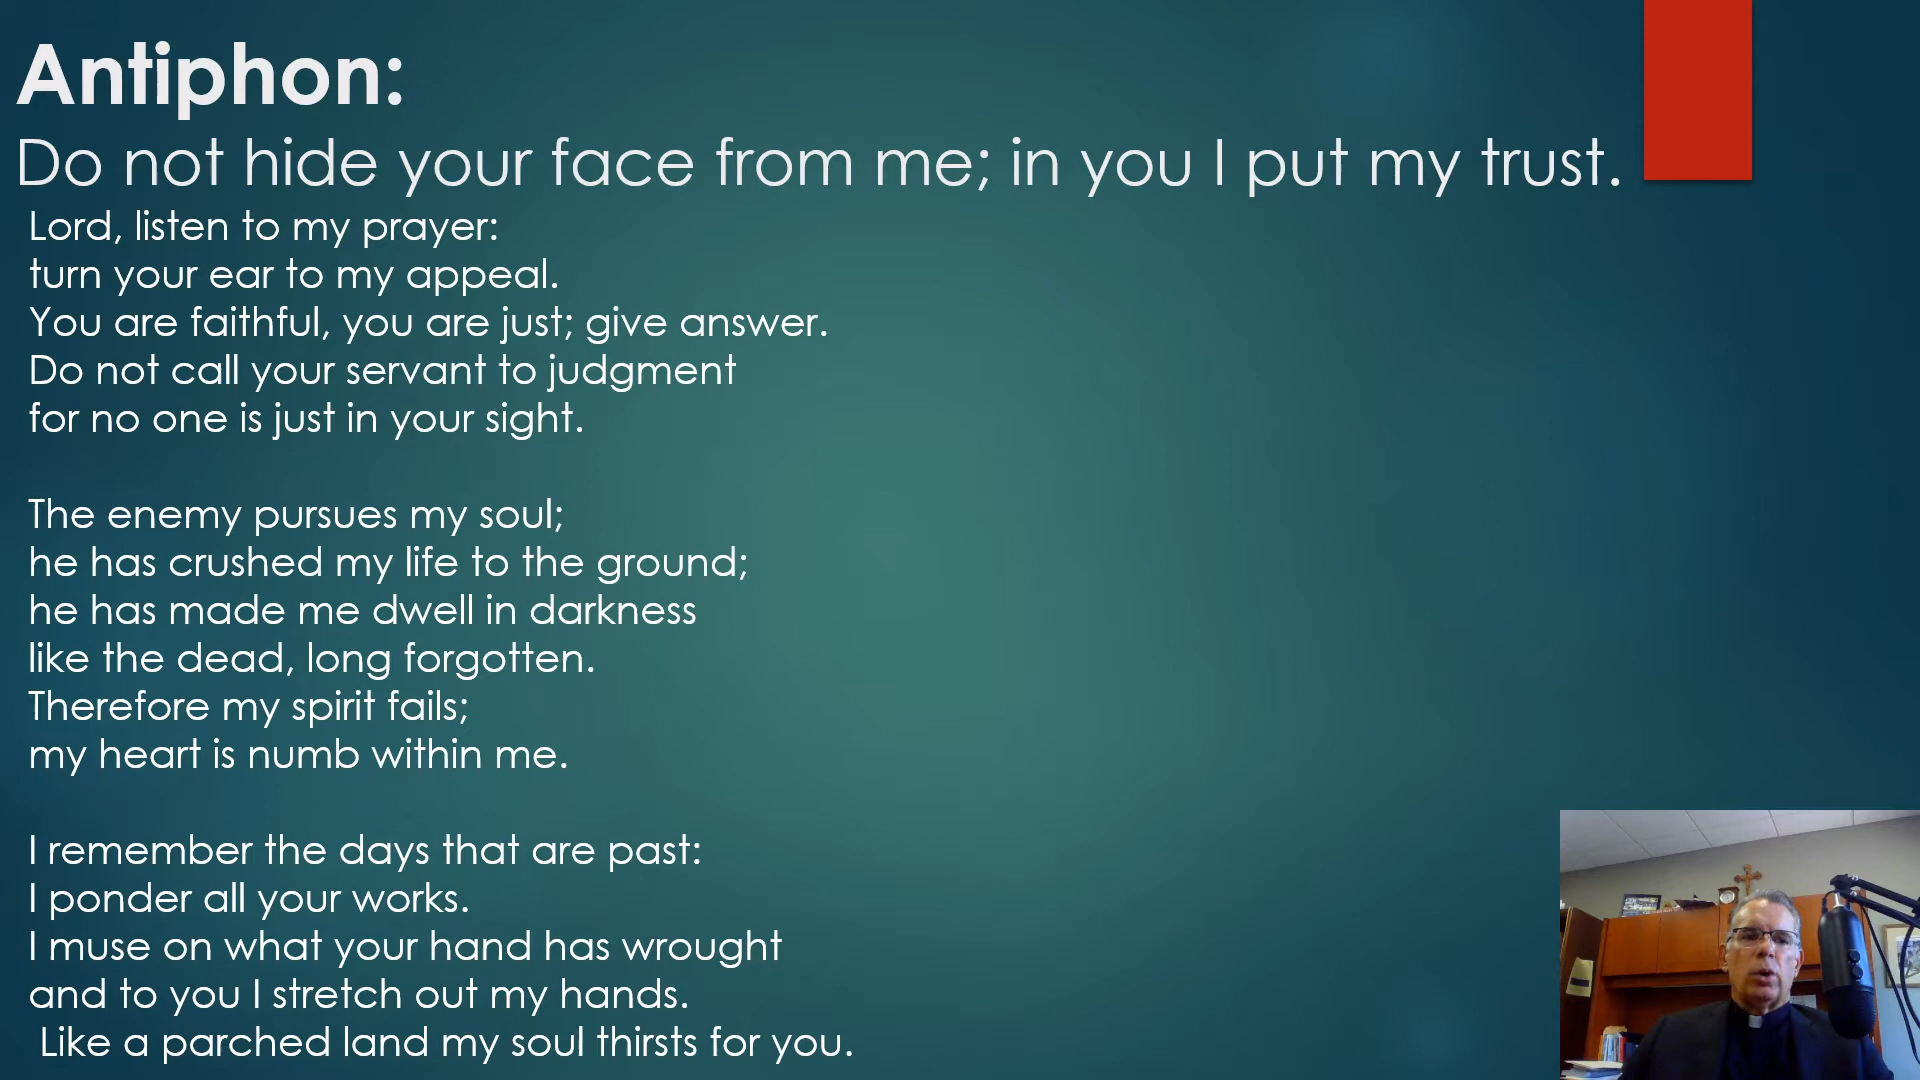 Antiphon:
Do not hide your face from me; in you I put my trust.
Lord, listen to my prayer:
turn your ear to my appeal.
You are faithful, you are just; give answer.
Do not call your servant to judgment
for no one is just in your sight.
The enemy pursues my soul;
he has crushed my life to the ground;
he has made me dwell in darkness
like the dead, long forgotten.
Therefore my spirit fails;
my heart is numb within me.
I remember the days that are past:
I ponder all your works.
I muse on what your hand has wrought
and to you I stretch out my hands.
Like a parched land my soul thirsts for you.